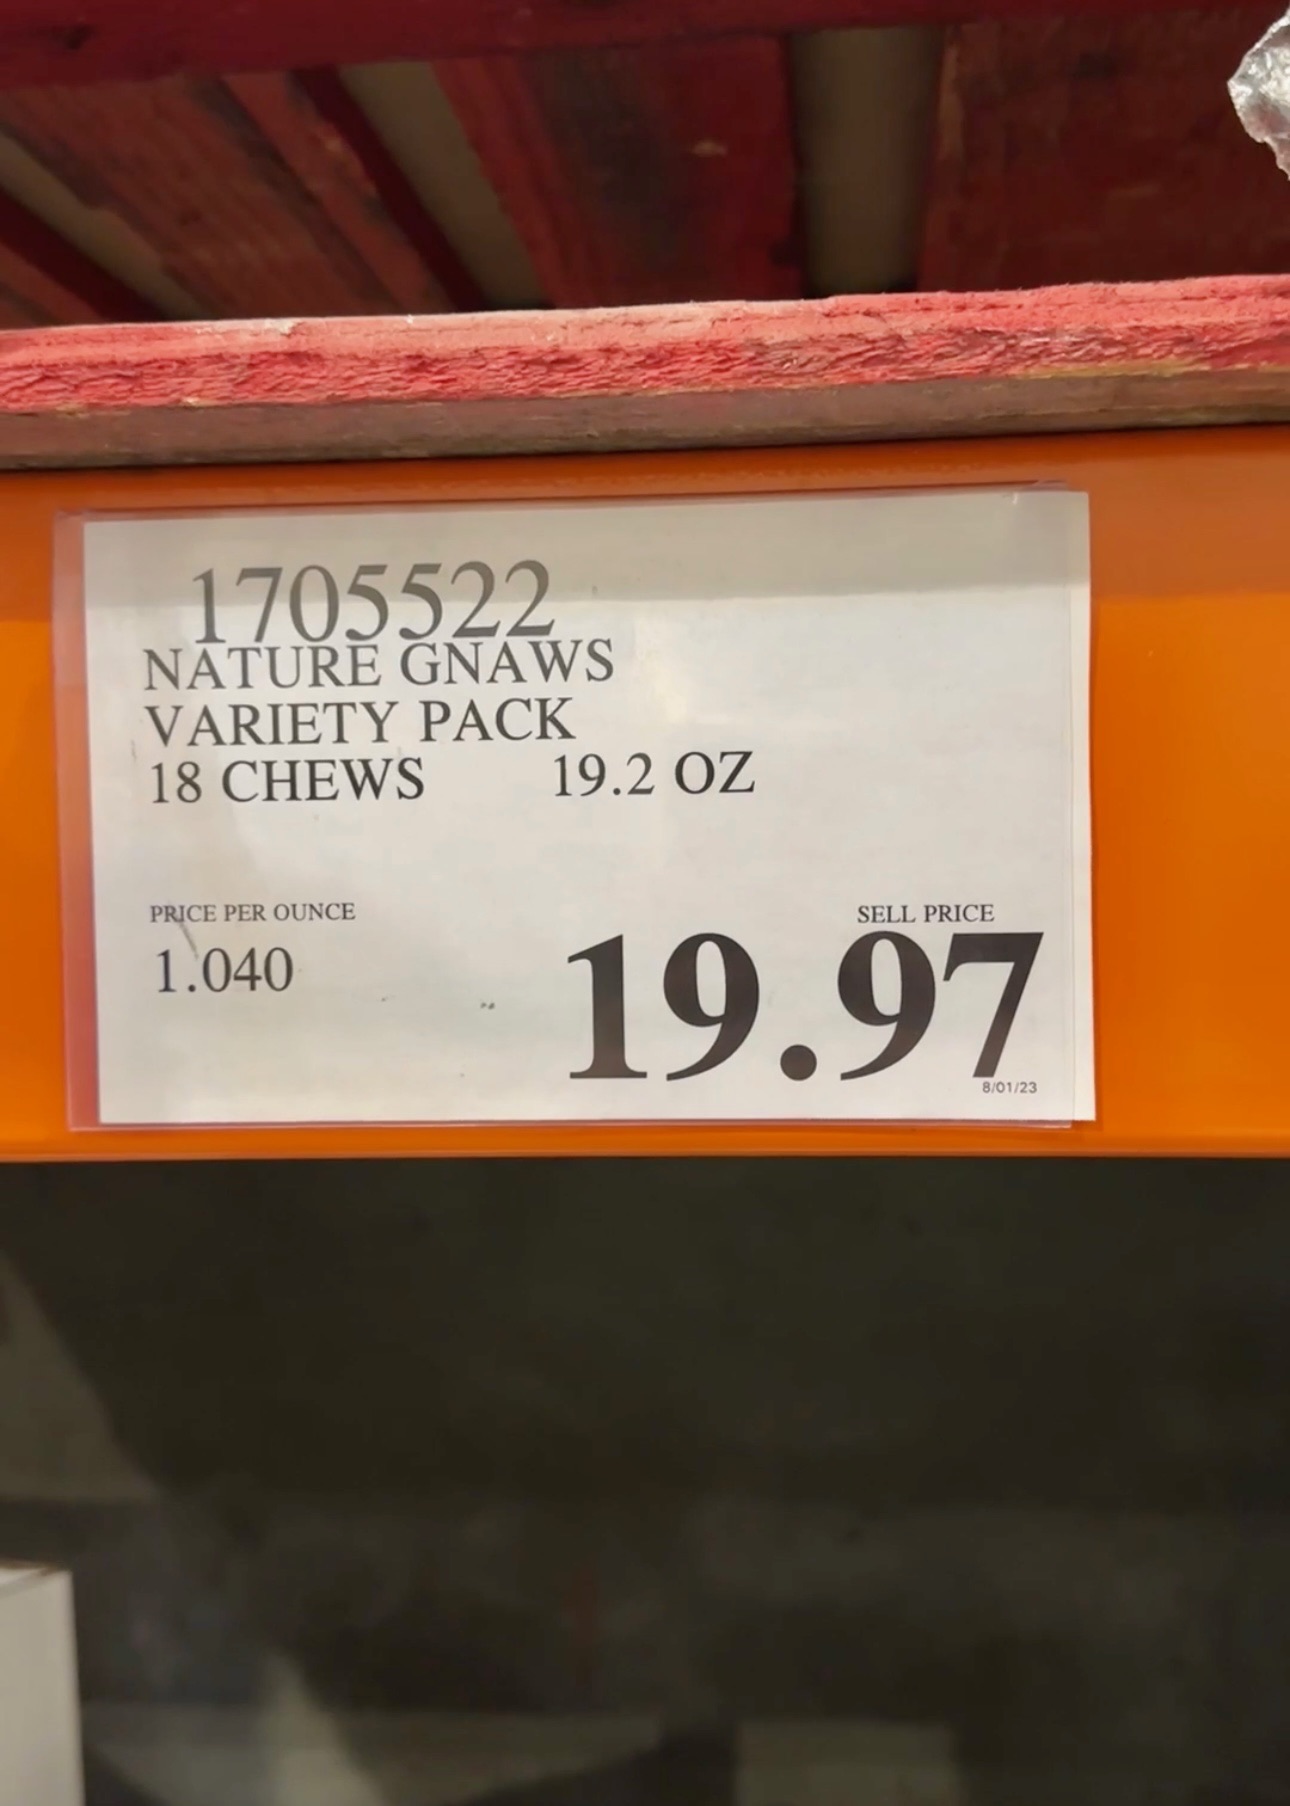 1705522
NATURE GNAWS
VARIETY PACK
18 CHEWS 19.2 OZ
PRICE PER OUNCE
1.040
SELL PRICE
19.97
8/01/23